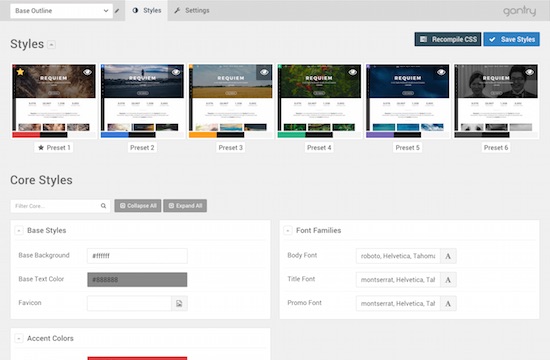 Base Outline Styles Settings gantry
Styles Recompile CSS Save Styles
REQUIEM REQUIEM REQUIEM REQUIEM REQUIEM REQUIEM
Preset 1 Preset 2 Preset 3 Preset 4 Preset 5 Preset 6
Core Styles
Filter Core... Collapse All Expand All
Base Styles
Base Background #ffffff
Base Text Color #888888
Favicon
Font Families
Body Font roboto, Helvetica, Tahoma A
Title Font montserrat, Helvetica, Tal A
Promo Font montserrat, Helvetica, Tal A
Accent Colors